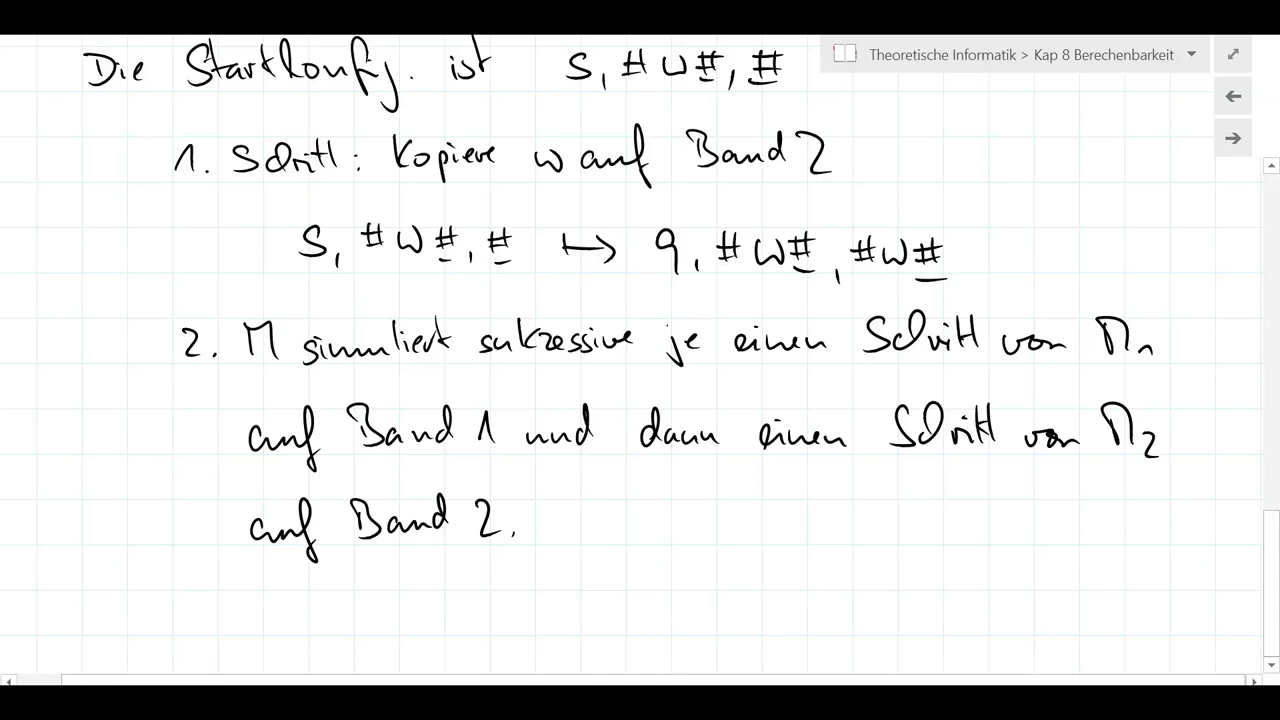 Die Startkonfig. ist s, #w#, #
Theoretische Informatik > Kap 8 Berechenbarkeit
1. Schritt: Kopiere w auf Band 2
s, #w#, # ↦ q, #w#, #w#
2. M simuliert sukzessive je einen Schritt von M₁
auf Band 1 und dann einen Schritt von M₂
auf Band 2.